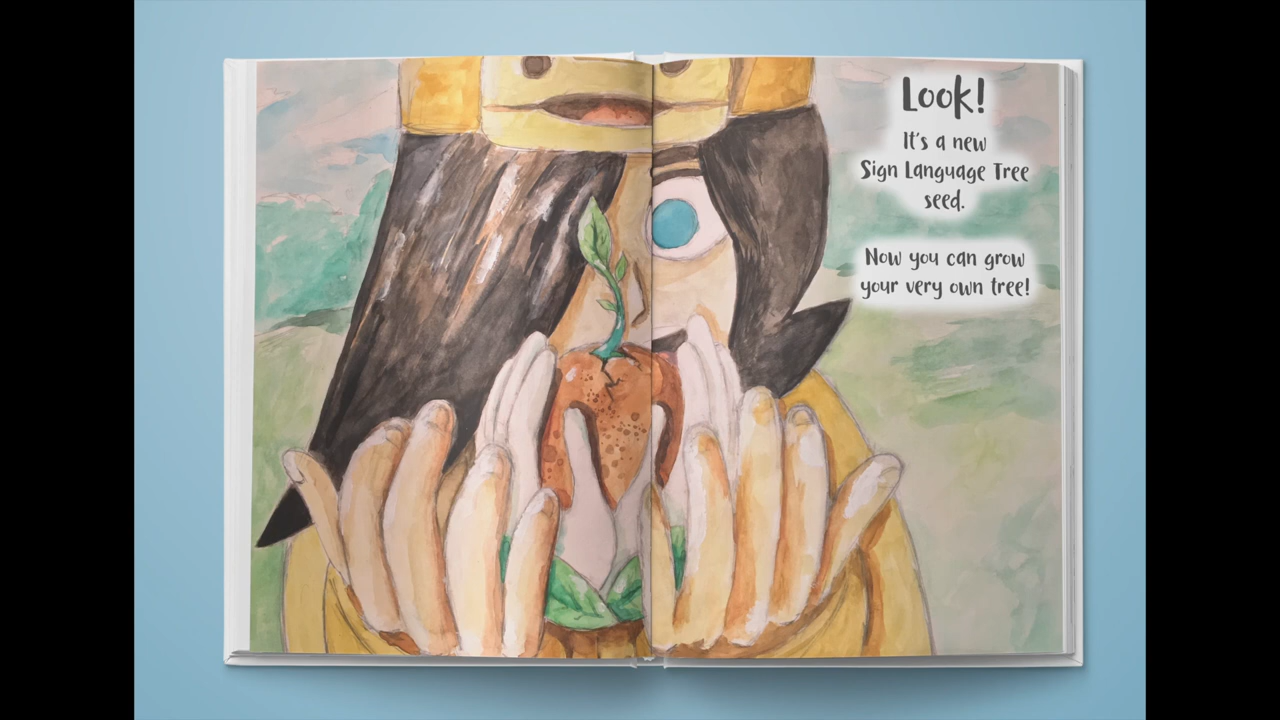 Look!
It's a new
Sign Language Tree
seed.
Now you can grow
your very own tree!